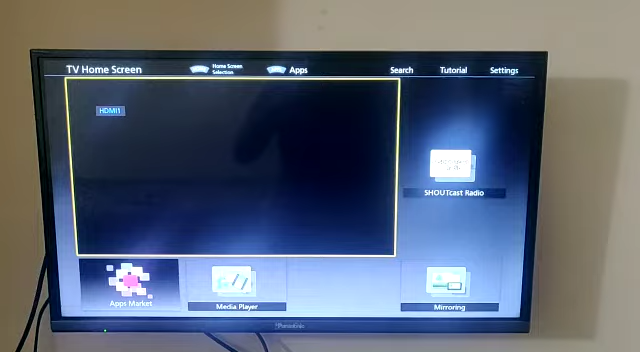 TV Home Screen
Home Screen
Selection
Apps
Search
Tutorial
Settings
HDMI1
SHOUTcast Radio
Apps Market
Media Player
Mirroring
Panasonic